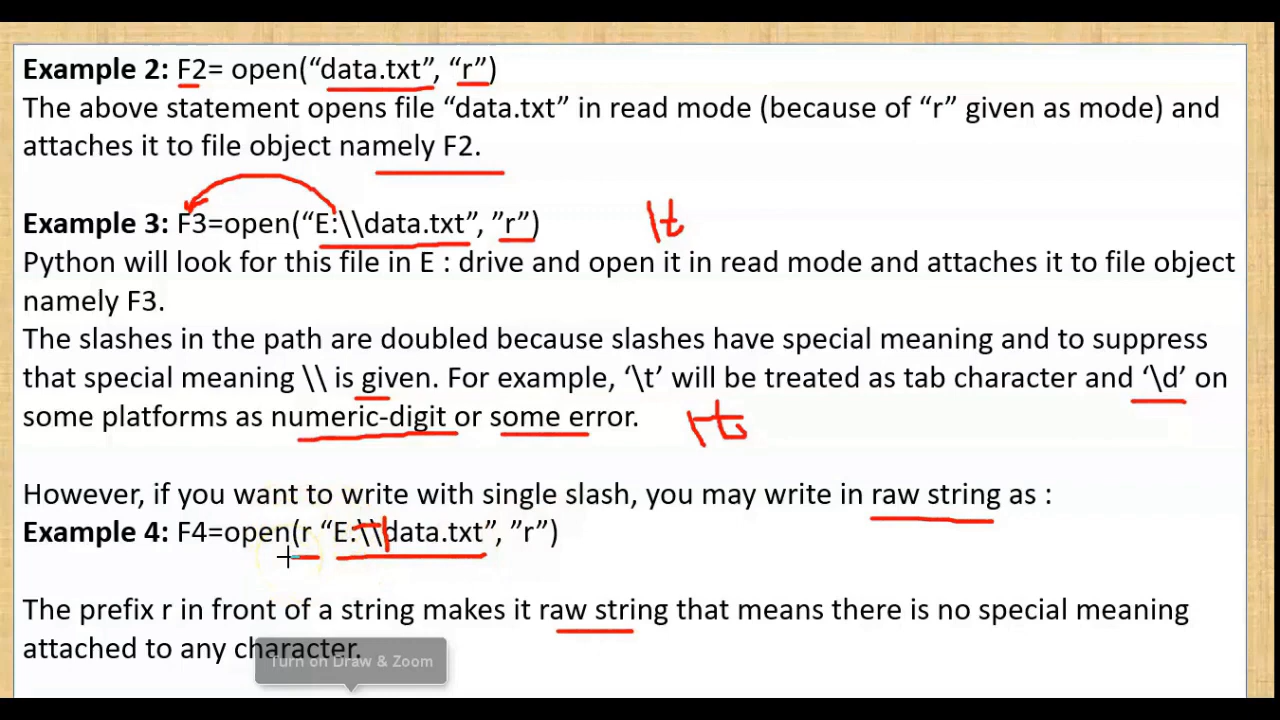 Example 2: F2= open(“data.txt”, “r”)
The above statement opens file “data.txt” in read mode (because of “r” given as mode) and
attaches it to file object namely F2.
Example 3: F3=open(“E:\\data.txt”, ”r”)
\t
Python will look for this file in E : drive and open it in read mode and attaches it to file object
namely F3.
The slashes in the path are doubled because slashes have special meaning and to suppress
that special meaning \\ is given. For example, ‘\t’ will be treated as tab character and ‘\d’ on
some platforms as numeric-digit or some error.
However, if you want to write with single slash, you may write in raw string as :
Example 4: F4=open(r “E:\\data.txt”, ”r”)
The prefix r in front of a string makes it raw string that means there is no special meaning
attached to any character.
Turn on Draw & Zoom